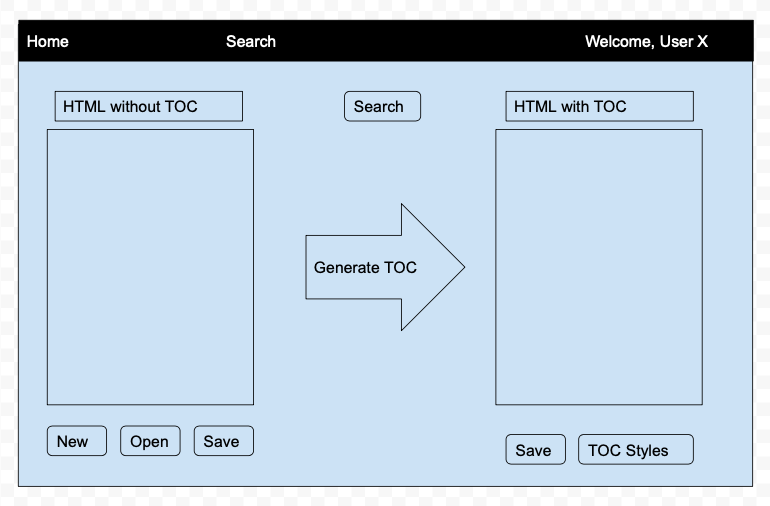 Home
Search
Welcome, User X
HTML without TOC
Search
HTML with TOC
Generate TOC
New
Open
Save
Save
TOC Styles